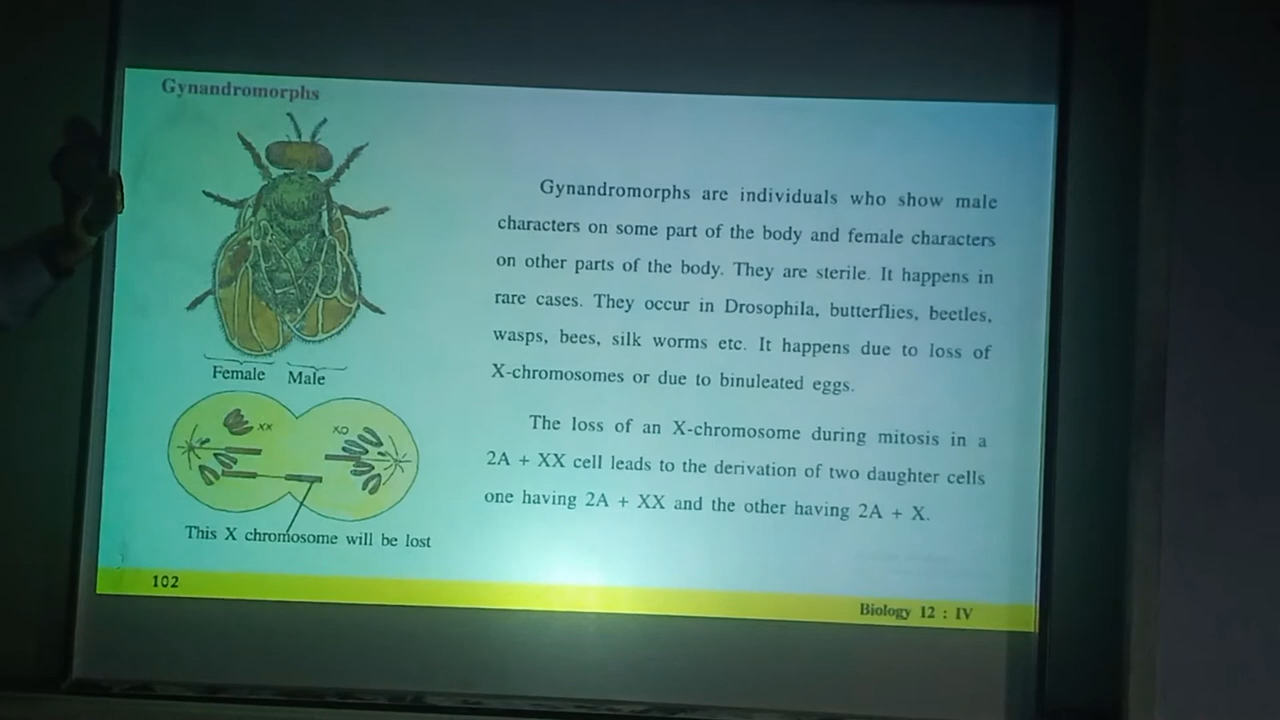 Gynandromorphs
Female Male
XX
XO
This X chromosome will be lost
Gynandromorphs are individuals who show male
characters on some part of the body and female characters
on other parts of the body. They are sterile. It happens in
rare cases. They occur in Drosophila, butterflies, beetles,
wasps, bees, silk worms etc. It happens due to loss of
X-chromosomes or due to binuleated eggs.
The loss of an X-chromosome during mitosis in a
2A + XX cell leads to the derivation of two daughter cells
one having 2A + XX and the other having 2A + X.
102
Biology 12 : IV